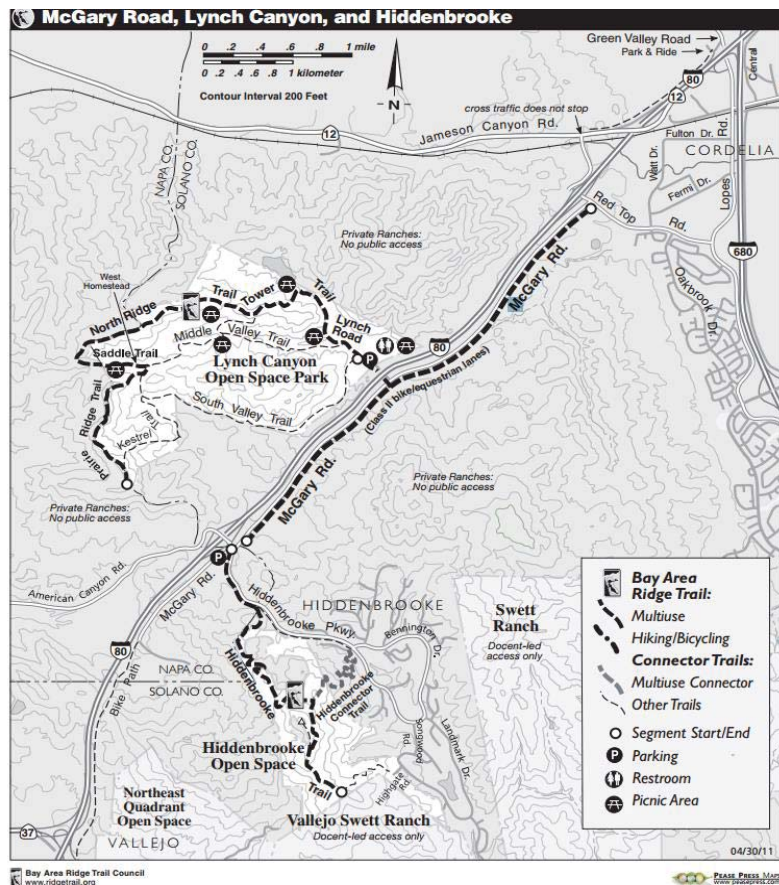 McGary Road, Lynch Canyon, and Hiddenbrooke
0 .2 .4 .6 .8 1 mile
0 .2 .4 .6 .8 1 kilometer
Contour Interval 200 Feet
N
Green Valley Road
Park & Ride
Central
80
12
cross traffic does not stop
Jameson Canyon Rd.
12
Fulton Dr.
Rd.
CORDELIA
NAPA CO.
SOLANO CO.
Watt Dr.
Fermi Dr.
Lopes
Red Top
Rd.
680
Private Ranches:
No public access
Oakbrook Dr.
McGary Rd.
West
Homestead
North Ridge
Trail
Tower
Trail
Lynch
Road
Middle
Valley Trail
Saddle Trail
P
80
Lynch Canyon
Open Space Park
(Class II bike/equestrian lanes)
South Valley Trail
Prairie
Ridge Trail
Kestrel
Trail
McGary Rd.
Private Ranches:
No public access
Private Ranches:
No public access
P
American Canyon Rd.
McGary Rd.
Hiddenbrooke Pkwy
HIDDENBROOKE
Bennington
Dr.
Swett
Ranch
Docent-led
access only
80
NAPA CO.
SOLANO CO.
Bike Path
Hiddenbrooke
Hiddenbrooke
Connector
Trail
Songwood
Rd
Landmark Dr.
Hiddenbrooke
Open Space
Trail
Highgate
Rd.
Northeast
Quadrant
Open Space
Vallejo Swett Ranch
Docent-led access only
37
VALLEJO
Bay Area
Ridge Trail:
Multiuse
Hiking/Bicycling
Connector Trails:
Multiuse Connector
Other Trails
Segment Start/End
P Parking
Restroom
Picnic Area
04/30/11
Bay Area Ridge Trail Council
www.ridgetrail.org
Pease Press Maps
www.peasepress.com